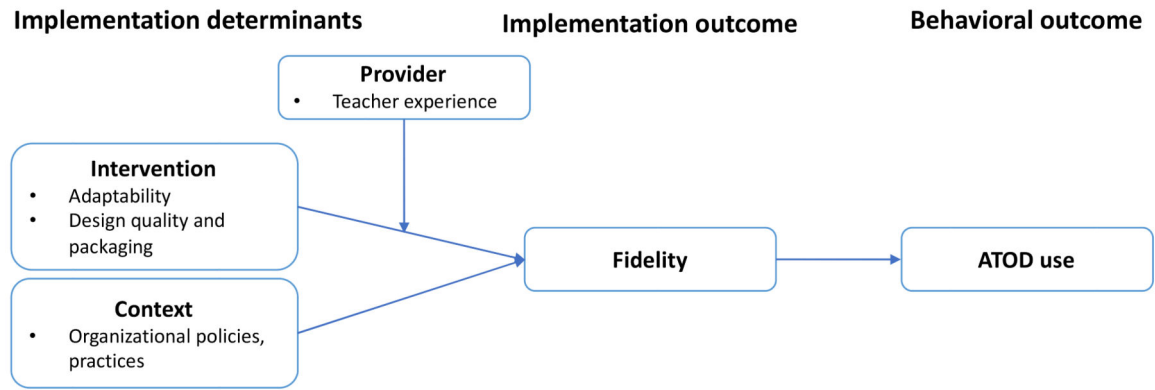 Implementation determinants
Implementation outcome
Behavioral outcome
Provider
• Teacher experience
Intervention
• Adaptability
• Design quality and
packaging
Context
• Organizational policies,
practices
Fidelity
ATOD use